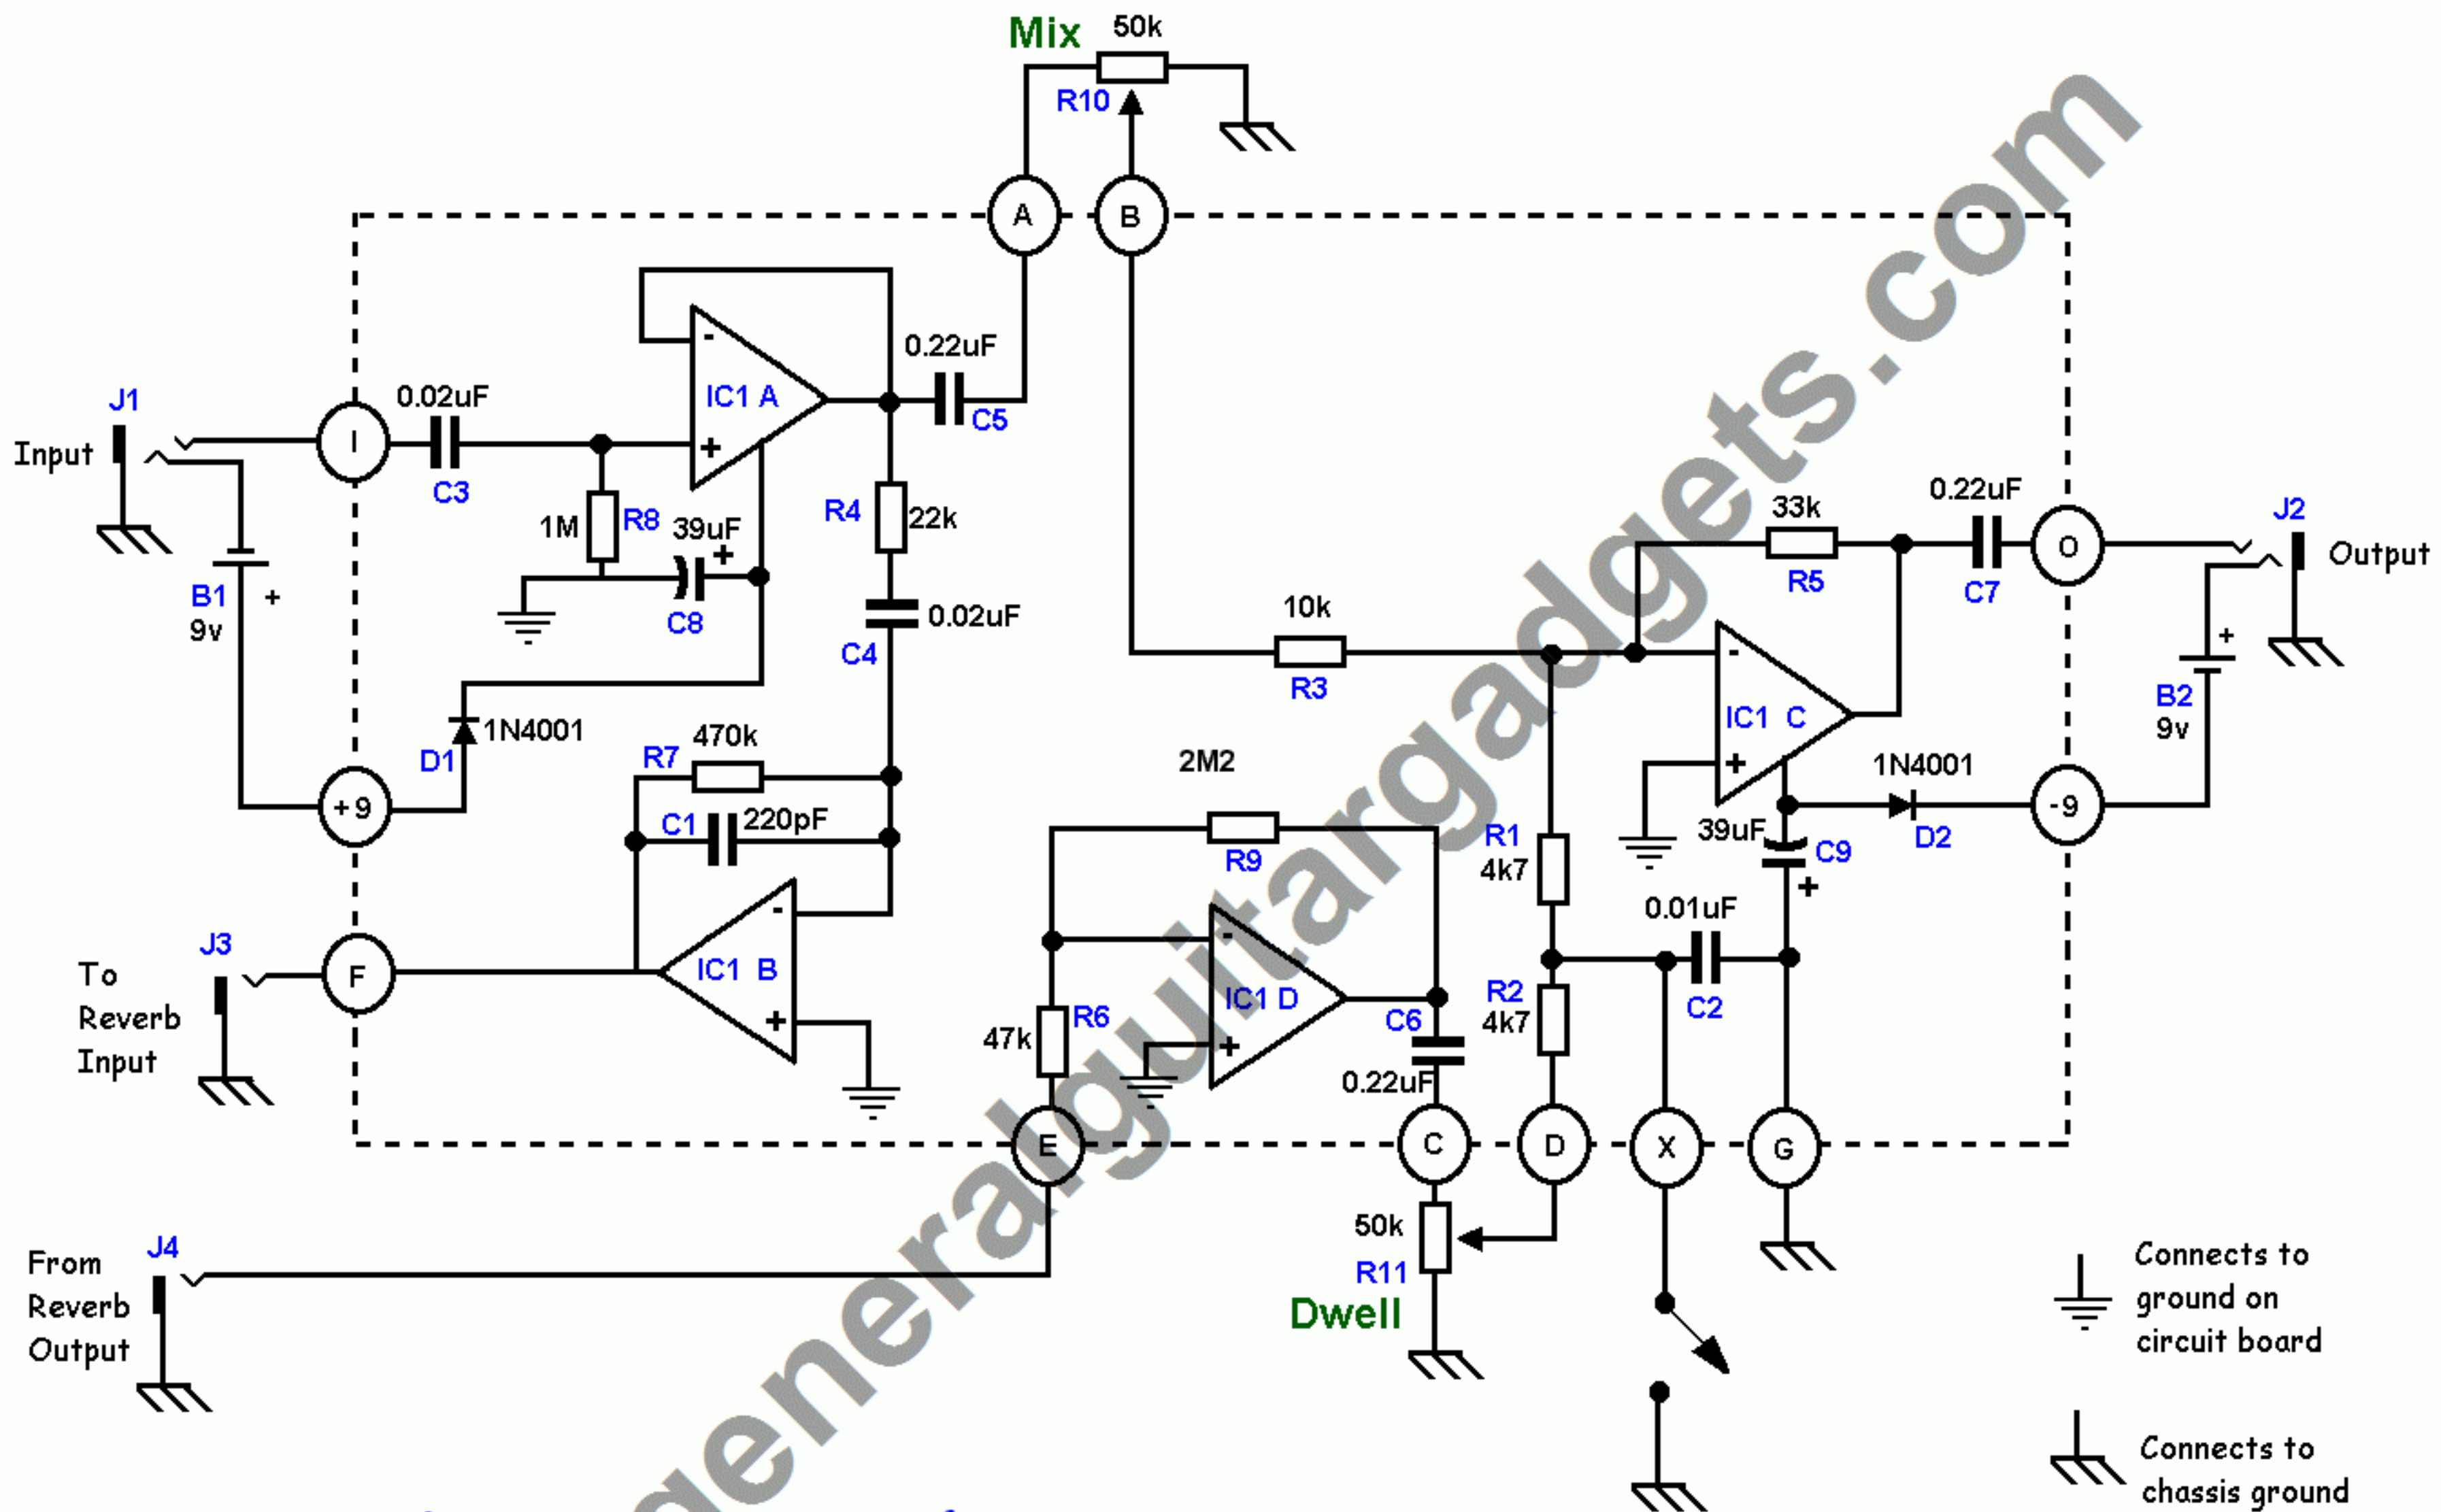 Mix
50k
R10
A
B
J1
Input
I
0.02uF
C3
IC1 A
-
+
0.22uF
C5
1M
R8
39uF
+
C8
R4
22k
0.02uF
C4
B1
+
9v
+9
D1
1N4001
R7
470k
C1
220pF
IC1 B
-
+
J3
To
Reverb
Input
F
10k
R3
33k
R5
0.22uF
C7
O
J2
Output
IC1 C
-
+
1N4001
D2
-9
B2
+
9v
39uF
C9
+
2M2
R9
R6
47k
IC1 D
-
+
C6
0.22uF
R1
4k7
R2
4k7
0.01uF
C2
E
C
D
X
G
50k
R11
Dwell
J4
From
Reverb
Output
Connects to
ground on
circuit board
Connects to
chassis ground
generalguitargadgets.com